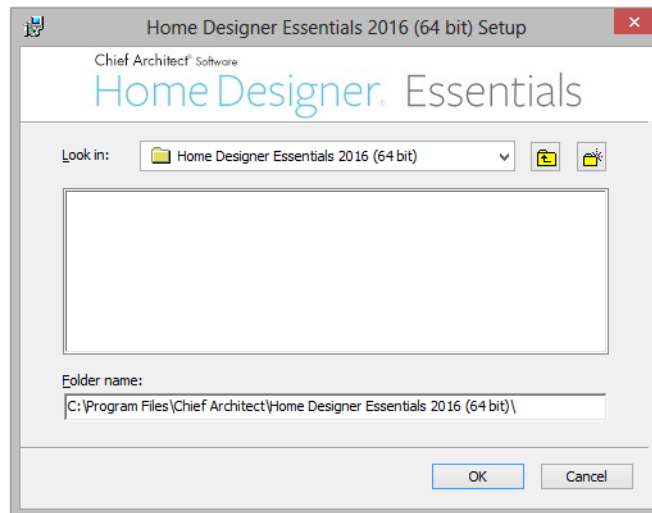 Home Designer Essentials 2016 (64 bit) Setup
Chief Architect® Software
Home Designer® Essentials
Look in: Home Designer Essentials 2016 (64 bit)
Folder name:
C:\Program Files\Chief Architect\Home Designer Essentials 2016 (64 bit)\
OK Cancel